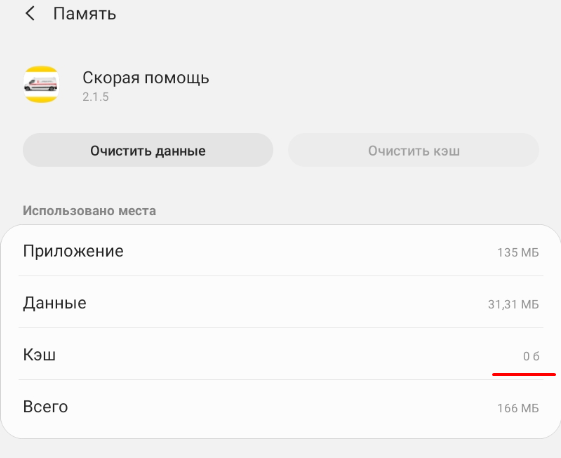 Память
Скорая помощь
2.1.5
Очистить данные
Очистить кэш
Использовано места
Приложение 135 МБ
Данные 31,31 МБ
Кэш 0 б
Всего 166 МБ